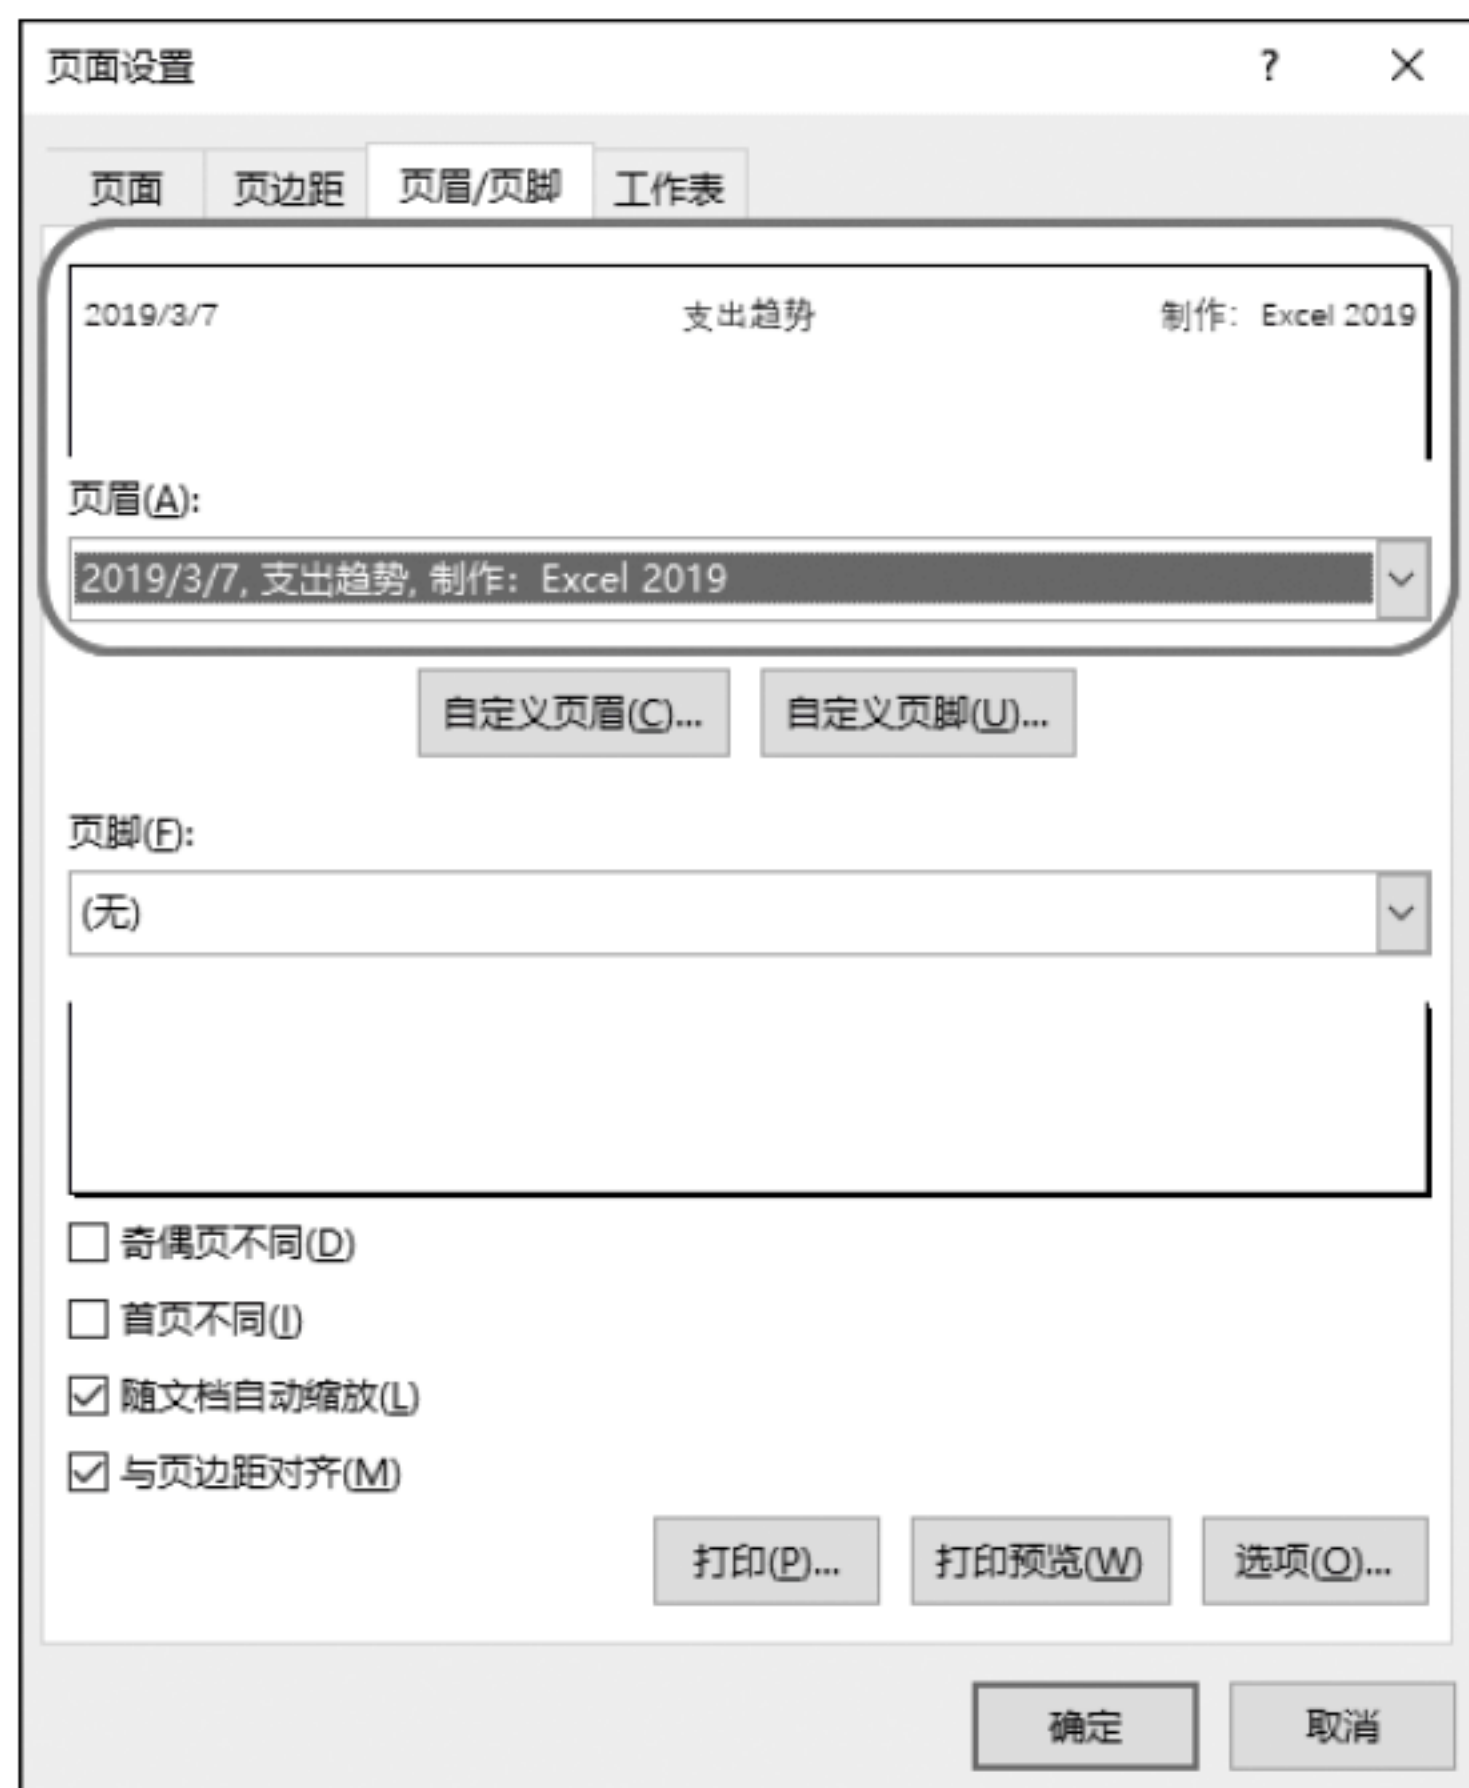 页面设置 ?
页面 页边距 页眉/页脚 工作表
2019/3/7 支出趋势 制作：Excel 2019
页眉(A):
2019/3/7, 支出趋势, 制作：Excel 2019
自定义页眉(C)... 自定义页脚(U)...
页脚(F):
(无)
奇偶页不同(D)
首页不同(I)
随文档自动缩放(L)
与页边距对齐(M)
打印(P)... 打印预览(W) 选项(O)...
确定 取消